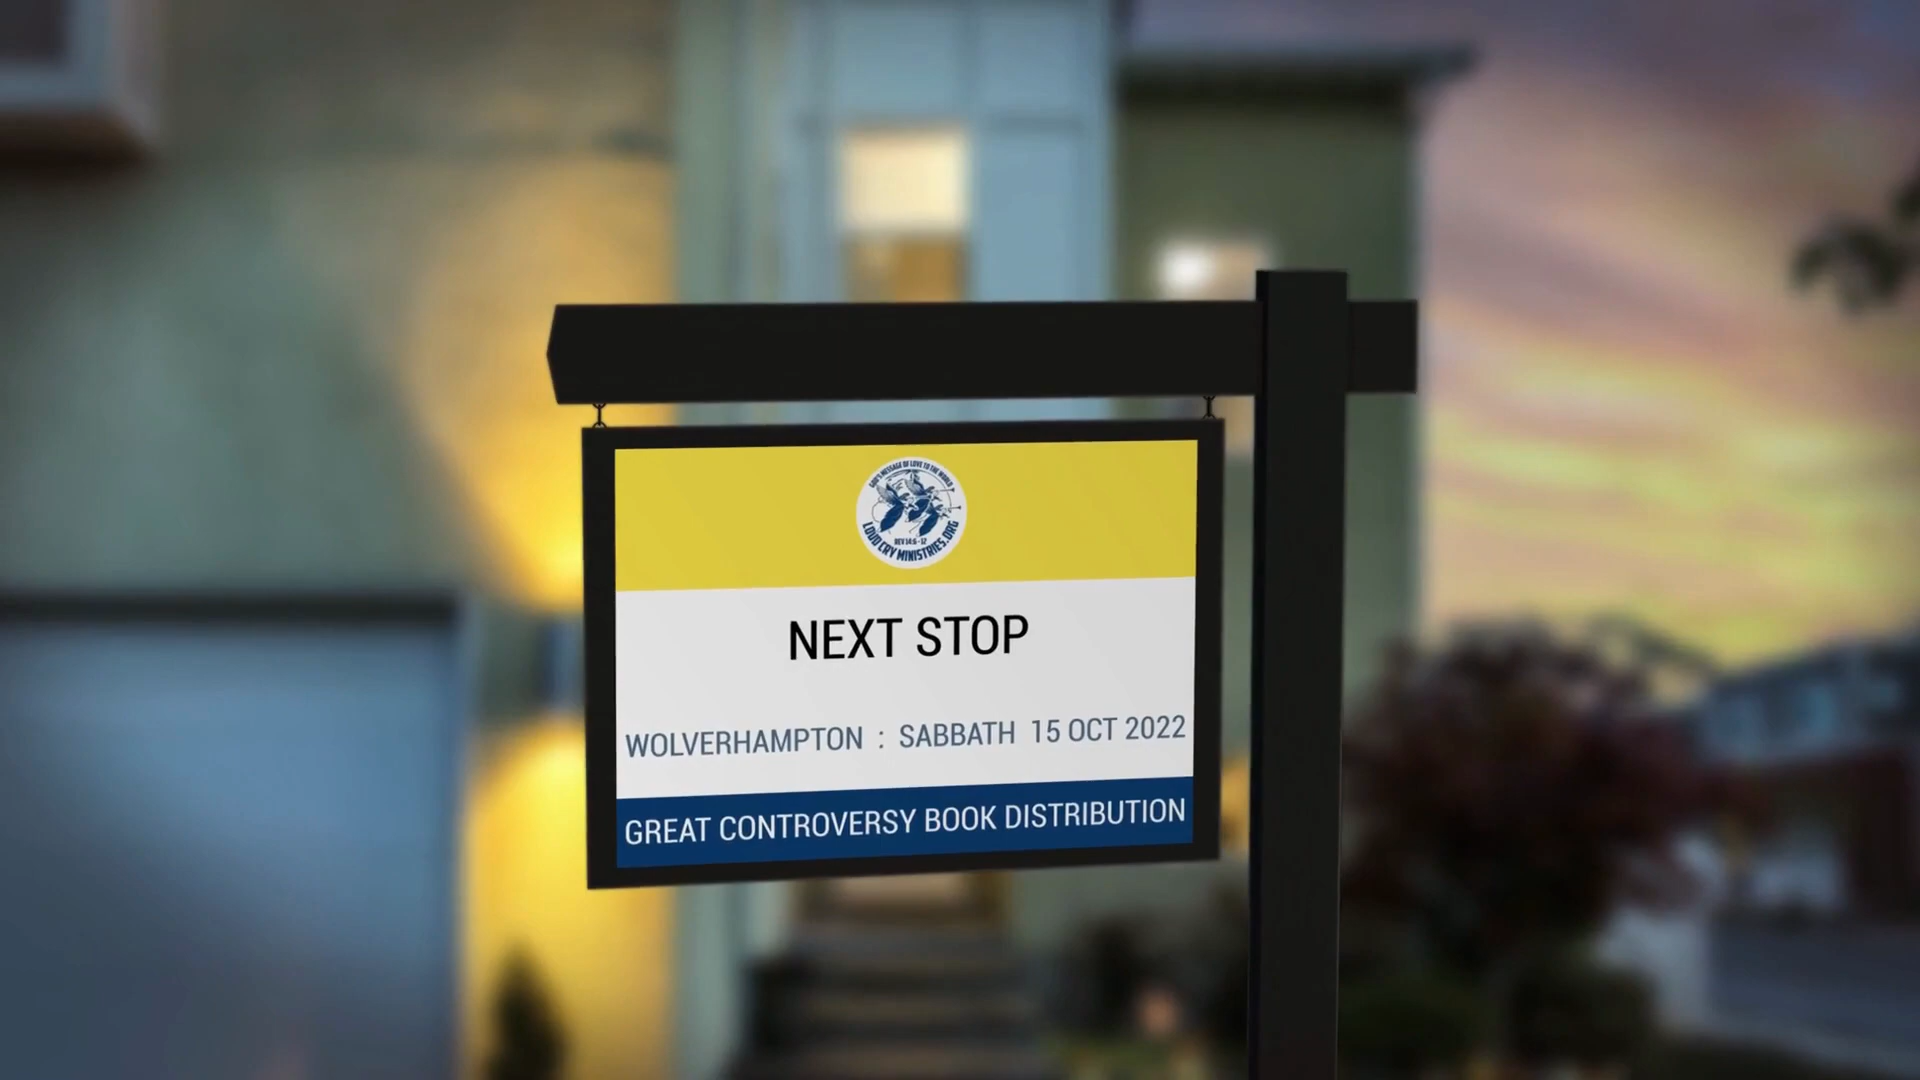 GOD'S MESSAGE OF LOVE TO THE WORLD
REV 14:6-12
LOUD CRY MINISTRIES.ORG
NEXT STOP
WOLVERHAMPTON : SABBATH 15 OCT 2022
GREAT CONTROVERSY BOOK DISTRIBUTION